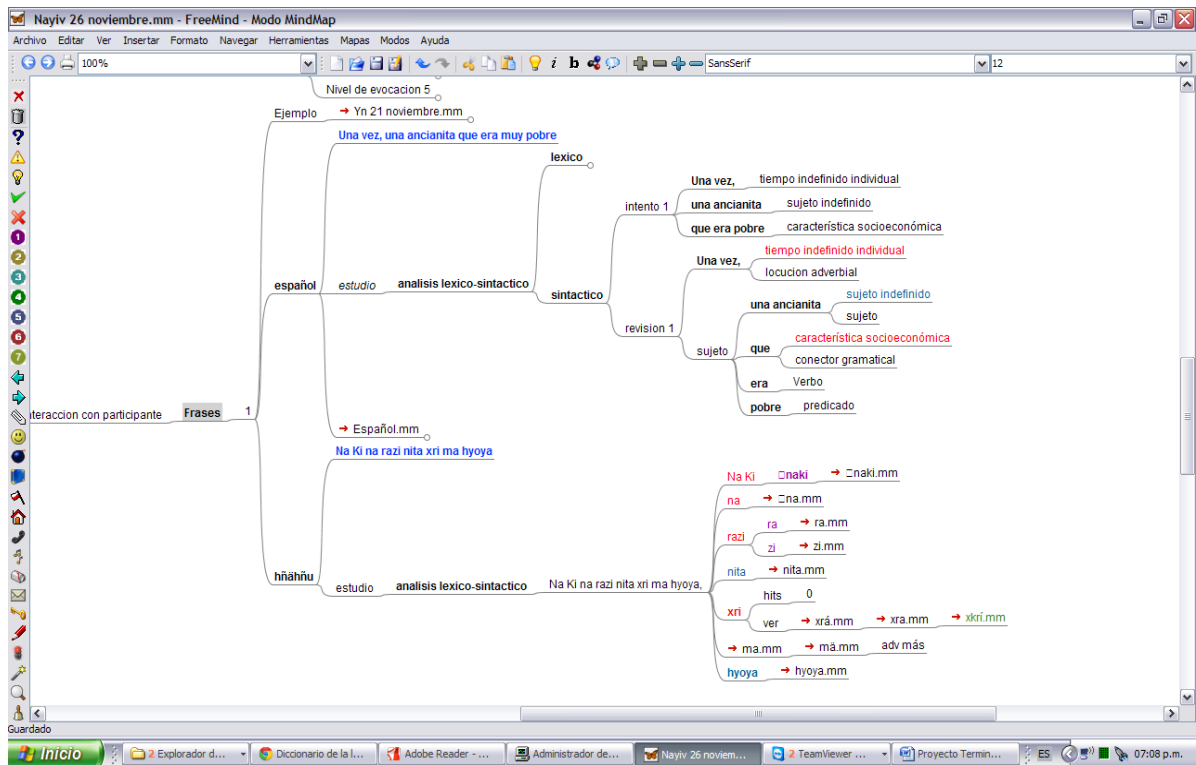 Nayiv 26 noviembre.mm - FreeMind - Modo MindMap
Archivo Editar Ver Insertar Formato Navegar Herramientas Mapas Modos Ayuda
100% SansSerif 12
Nivel de evocacion 5
Ejemplo Yn 21 noviembre.mm
Una vez, una ancianita que era muy pobre
lexico
Una vez, tiempo indefinido individual
intento 1 una ancianita sujeto indefinido
que era pobre característica socioeconómica
tiempo indefinido individual
Una vez,
locucion adverbial
español estudio analisis lexico-sintactico
sintactico
sujeto indefinido
una ancianita
sujeto
revision 1
característica socioeconómica
sujeto que
conector gramatical
era Verbo
pobre predicado
nteraccion con participante Frases 1
Español.mm
Na Ki na razi nita xri ma hyoya
Na Ki □naki □naki.mm
na □na.mm
ra ra.mm
razi
zi zi.mm
nita nita.mm
hñähñu estudio analisis lexico-sintactico Na Ki na razi nita xri ma hyoya,
hits 0
xri
ver xrá.mm xra.mm xkrí.mm
ma.mm mä.mm adv más
hyoya hyoya.mm
Guardado
Inicio 2 Explorador d... Diccionario de la l... Adobe Reader - ... Administrador de... Nayiv 26 noviem... 2 TeamViewer ... Proyecto Termin... ES 07:08 p.m.